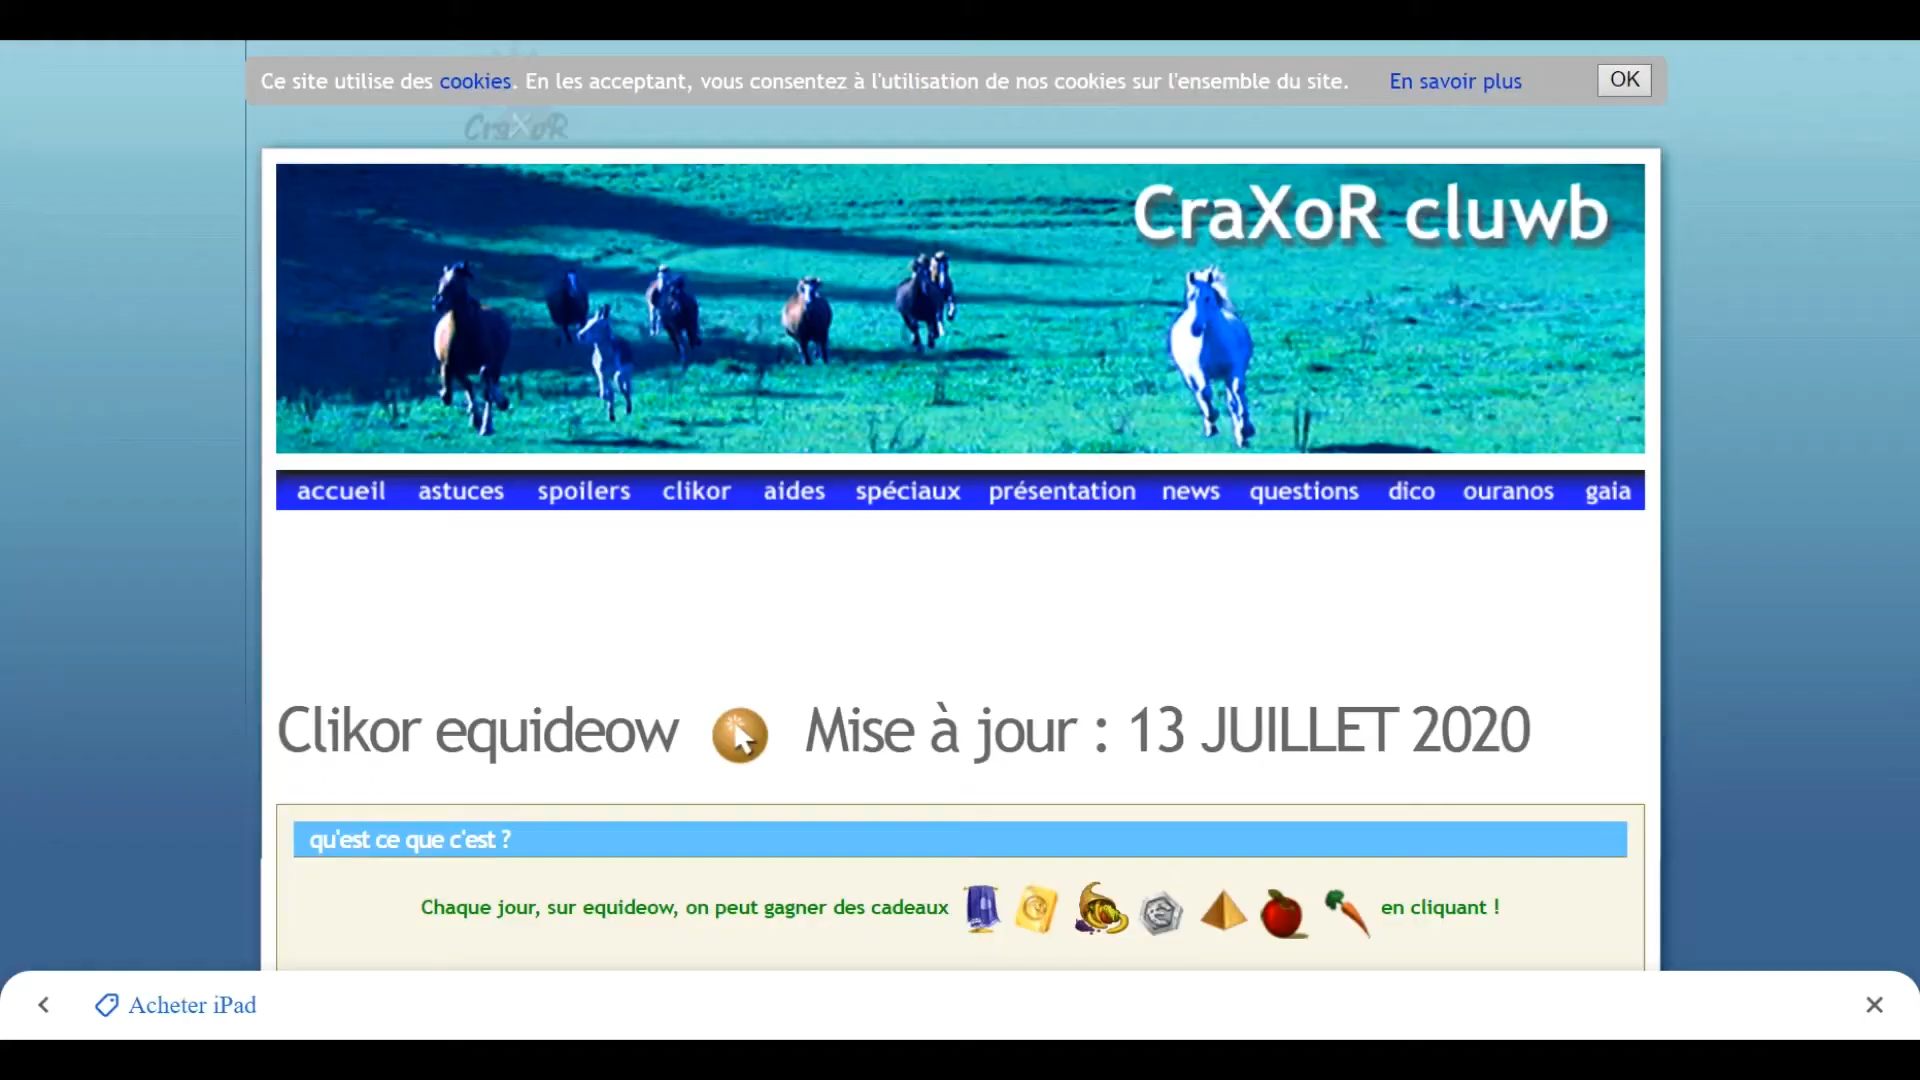 Ce site utilise des cookies. En les acceptant, vous consentez à l'utilisation de nos cookies sur l'ensemble du site. En savoir plus OK
CraXoR
CraXoR cluwb
accueil astuces spoilers clikor aides spéciaux présentation news questions dico ouranos gaia
Clikor equideow Mise à jour : 13 JUILLET 2020
qu'est ce que c'est ?
Chaque jour, sur equideow, on peut gagner des cadeaux en cliquant !
Acheter iPad